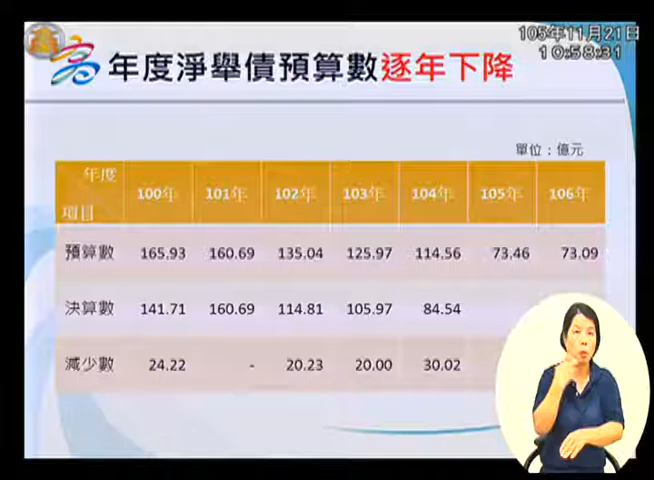 105年11月21日
10:58:31
年度淨舉債預算數逐年下降
單位：億元
年度
項目 100年 101年 102年 103年 104年 105年 106年
預算數 165.93 160.69 135.04 125.97 114.56 73.46 73.09
決算數 141.71 160.69 114.81 105.97 84.54
減少數 24.22 - 20.23 20.00 30.02